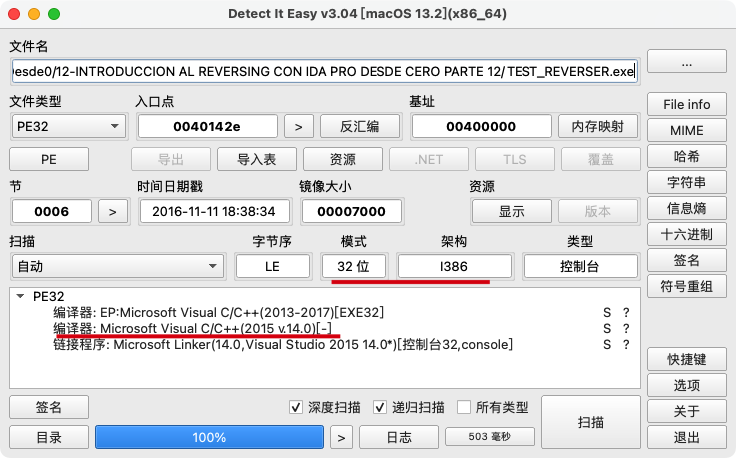 Detect It Easy v3.04 [macOS 13.2](x86_64)
文件名
esde0/12-INTRODUCCION AL REVERSING CON IDA PRO DESDE CERO PARTE 12/TEST_REVERSER.exe
...
文件类型 入口点 基址
PE32 0040142e > 反汇编 00400000 内存映射
File info
MIME
PE 导出 导入表 资源 .NET TLS 覆盖
哈希
节 时间日期戳 镜像大小 资源
字符串
0006 > 2016-11-11 18:38:34 00007000 显示 版本
信息熵
扫描 字节序 模式 架构 类型
十六进制
自动 LE 32 位 I386 控制台
签名
符号重组
PE32
编译器: EP:Microsoft Visual C/C++(2013-2017)[EXE32] S ?
编译器: Microsoft Visual C/C++(2015 v.14.0)[-] S ?
链接程序: Microsoft Linker(14.0,Visual Studio 2015 14.0*)[控制台32,console] S ?
快捷键
选项
签名 深度扫描 递归扫描 所有类型 扫描
关于
目录 100% > 日志 503 毫秒
退出